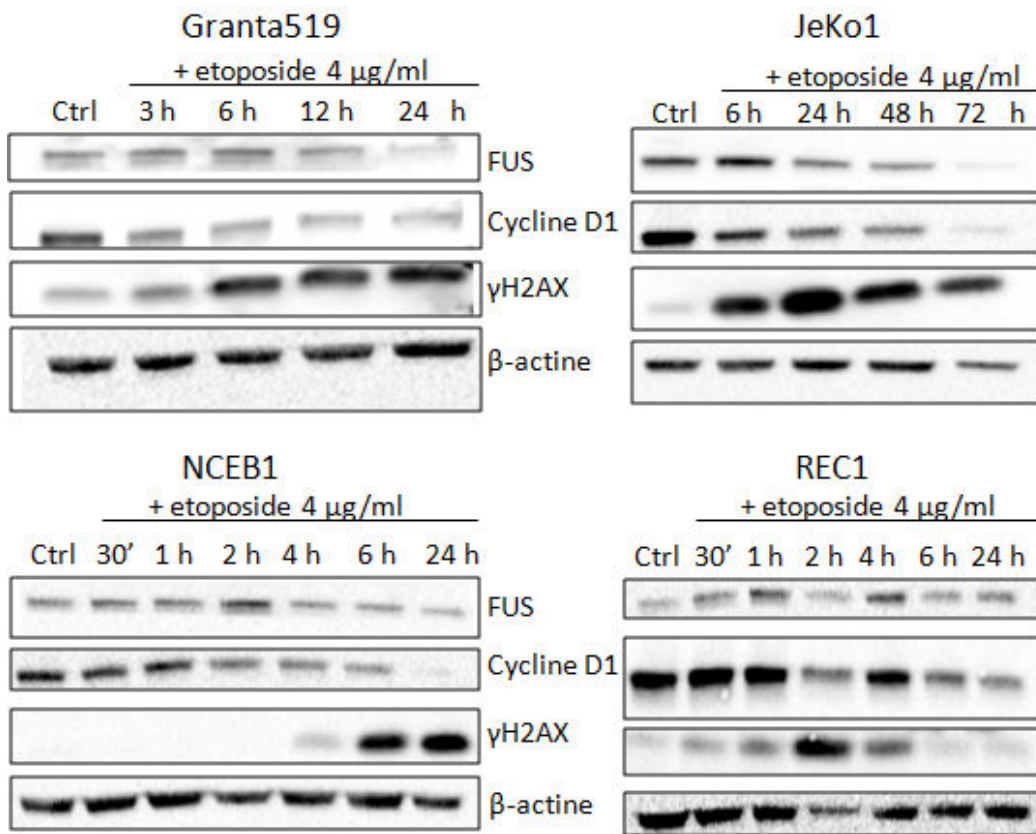 Granta519
+ etoposide 4 μg/ml
Ctrl 3 h 6 h 12 h 24 h
FUS
Cycline D1
γH2AX
β-actine
JeKo1
+ etoposide 4 μg/ml
Ctrl 6 h 24 h 48 h 72 h
NCEB1
+ etoposide 4 μg/ml
Ctrl 30’ 1 h 2 h 4 h 6 h 24 h
FUS
Cycline D1
γH2AX
β-actine
REC1
+ etoposide 4 μg/ml
Ctrl 30’ 1 h 2 h 4 h 6 h 24 h